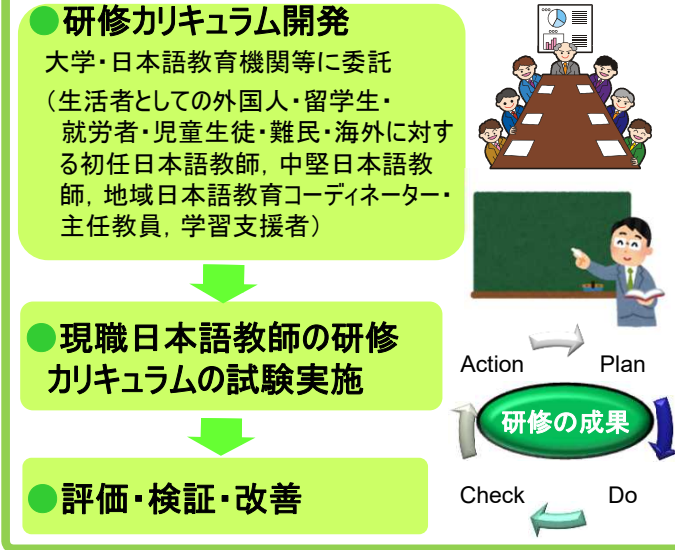 ●研修カリキュラム開発
大学・日本語教育機関等に委託
（生活者としての外国人・留学生・
就労者・児童生徒・難民・海外に対す
る初任日本語教師，中堅日本語教
師，地域日本語教育コーディネーター・
主任教員，学習支援者）
●現職日本語教師の研修
カリキュラムの試験実施
●評価・検証・改善
Action Plan
研修の成果
Check Do